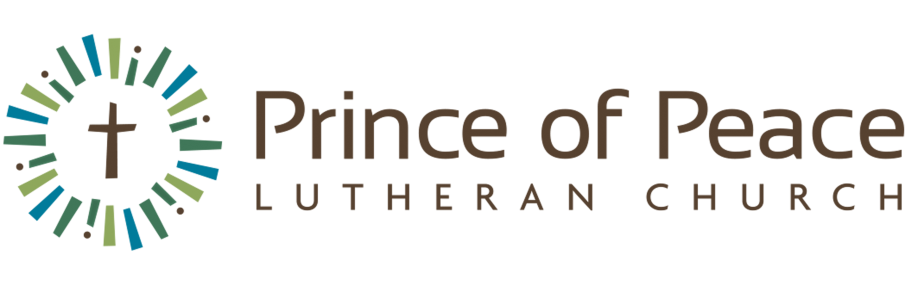 Prince of Peace
LUTHERAN CHURCH